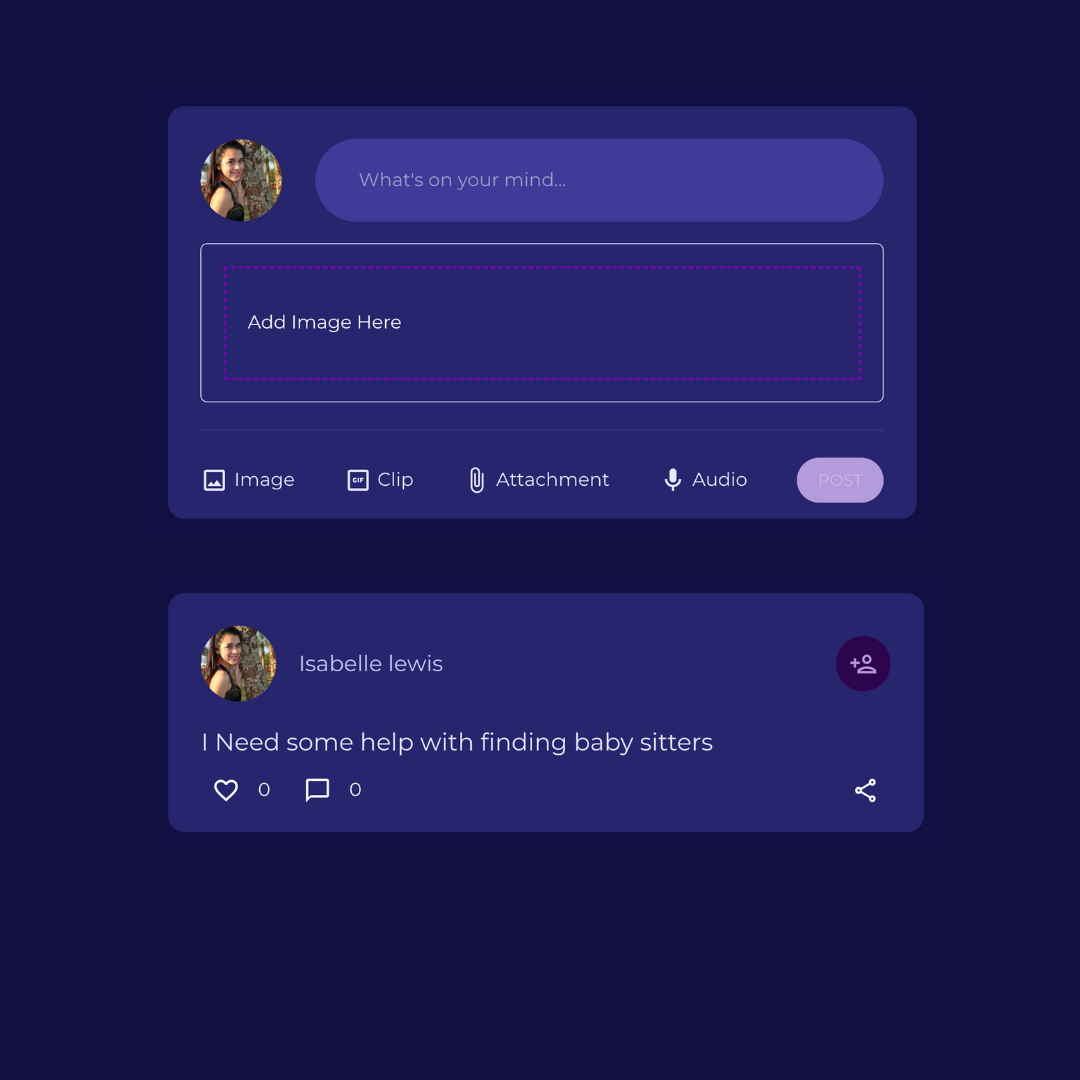 What's on your mind...
Add Image Here
Image
GIF Clip
Attachment
Audio
POST
Isabelle lewis
I Need some help with finding baby sitters
0
0